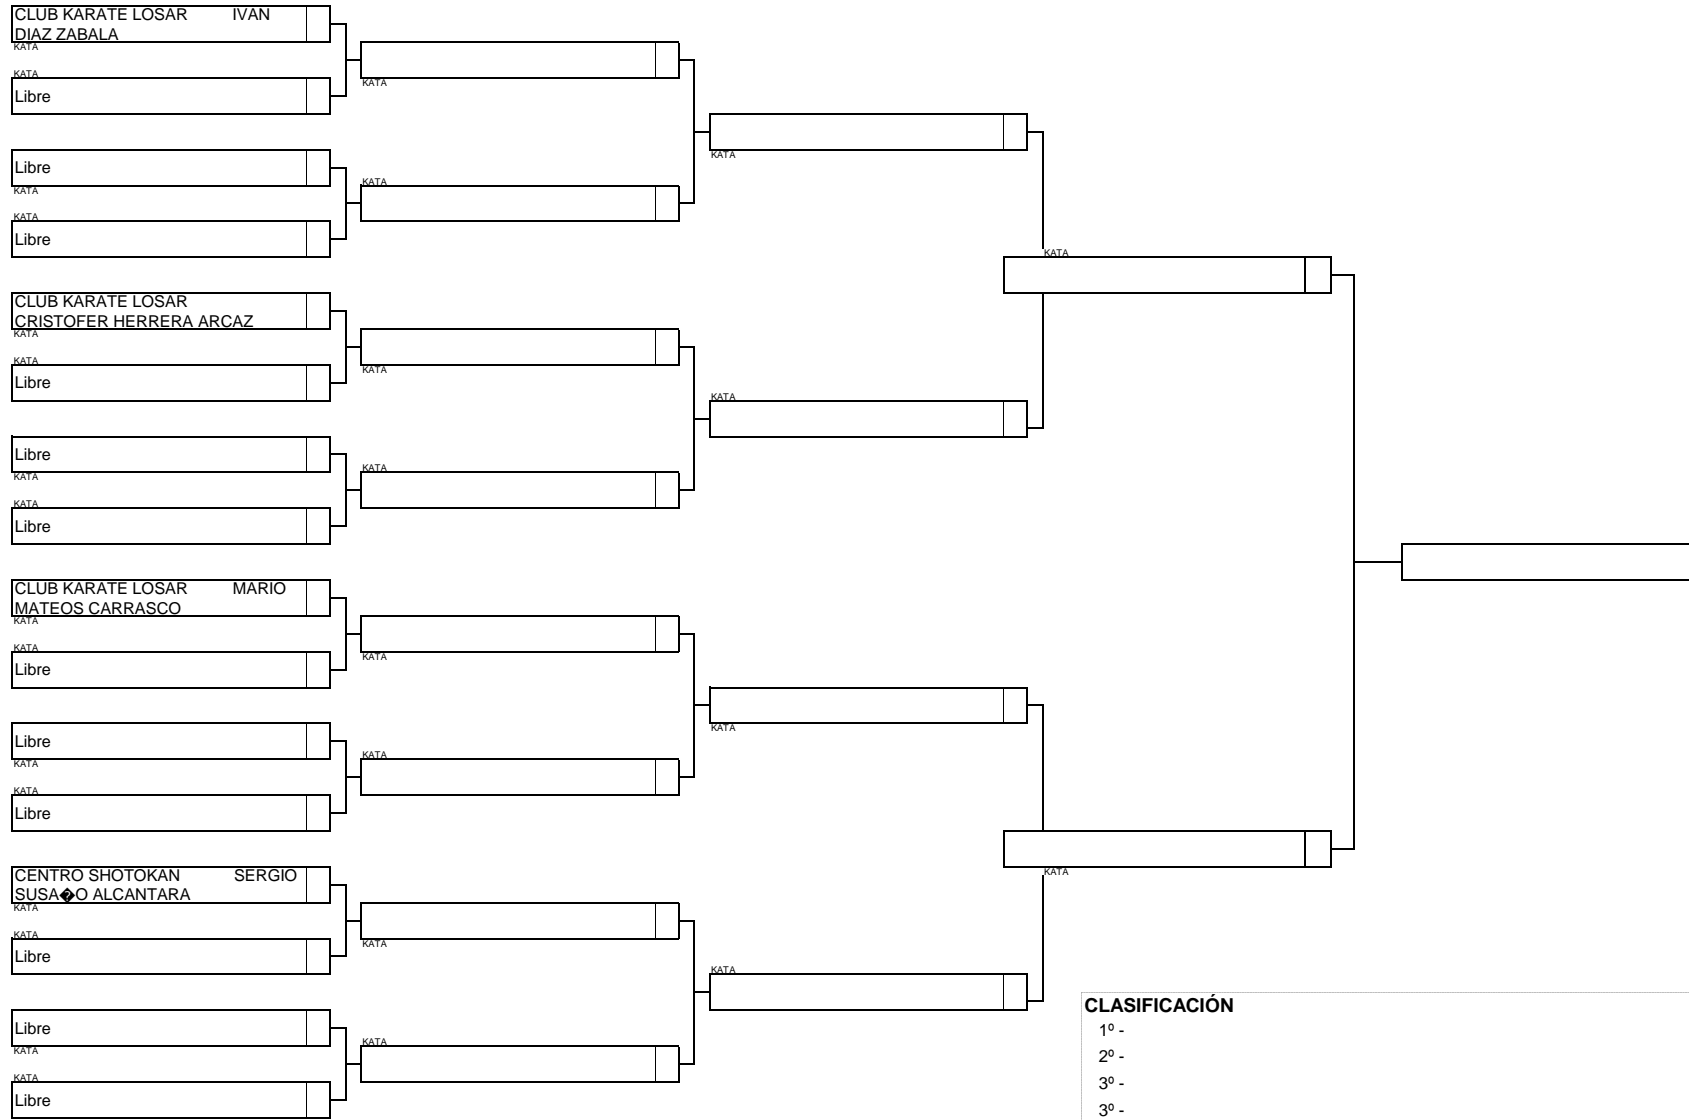 CLUB KARATE LOSAR IVAN
DIAZ ZABALA
KATA
KATA
Libre
KATA
Libre
KATA
KATA
Libre
KATA
KATA
CLUB KARATE LOSAR
CRISTOFER HERRERA ARCAZ
KATA
KATA
Libre
KATA
Libre
KATA
KATA
Libre
KATA
KATA
KATA
CLUB KARATE LOSAR MARIO
MATEOS CARRASCO
KATA
KATA
Libre
KATA
Libre
KATA
KATA
Libre
KATA
KATA
CENTRO SHOTOKAN SERGIO
SUSA�O ALCANTARA
KATA
KATA
Libre
KATA
Libre
KATA
KATA
Libre
KATA
KATA
KATA
CLASIFICACIÓN
1º -
2º -
3º -
3º -